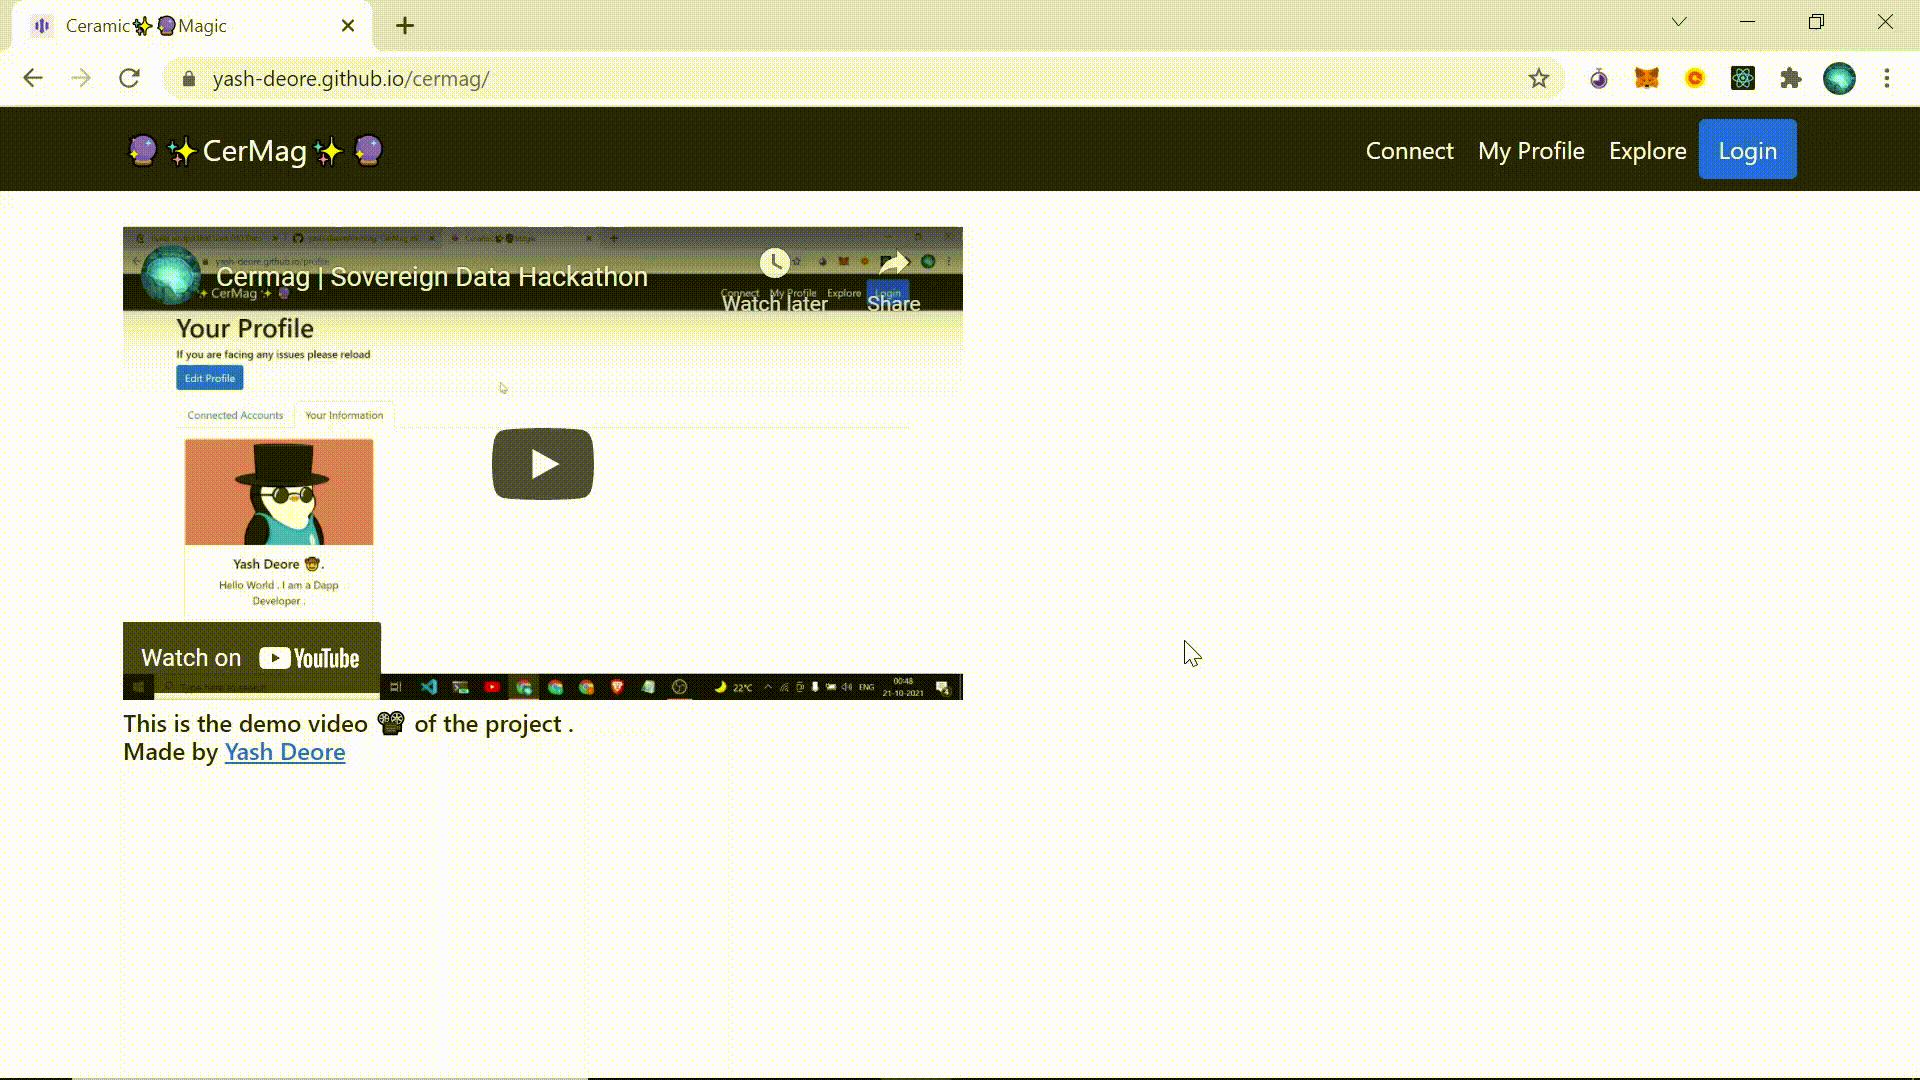 Ceramic✨🔮Magic
yash-deore.github.io/cermag/
🔮✨CerMag✨🔮
Connect My Profile Explore Login
Cermag | Sovereign Data Hackathon
Watch later Share
yash-deore.github.io/profile
CerMag
Connect My Profile Explore Login
Your Profile
If you are facing any issues please reload
Edit Profile
Connected Accounts Your Information
Yash Deore 🤠.
Hello World . I am a Dapp
Developer .
Watch on YouTube
22°C ENG 00:48
21-10-2021
This is the demo video 📽 of the project .
Made by Yash Deore